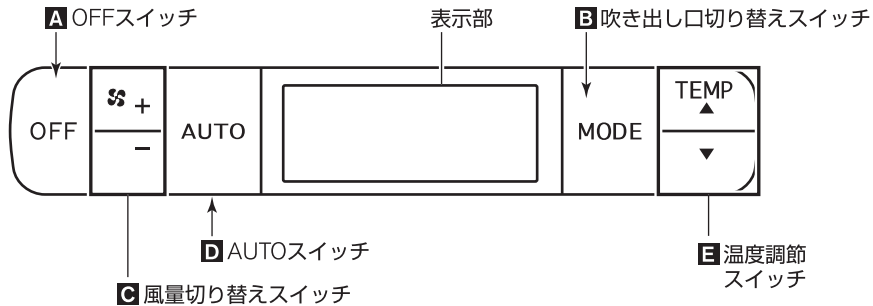 A OFFスイッチ
表示部
B 吹き出し口切り替えスイッチ
OFF
+
−
AUTO
MODE
TEMP
▲
▼
D AUTOスイッチ
E 温度調節
スイッチ
C 風量切り替えスイッチ